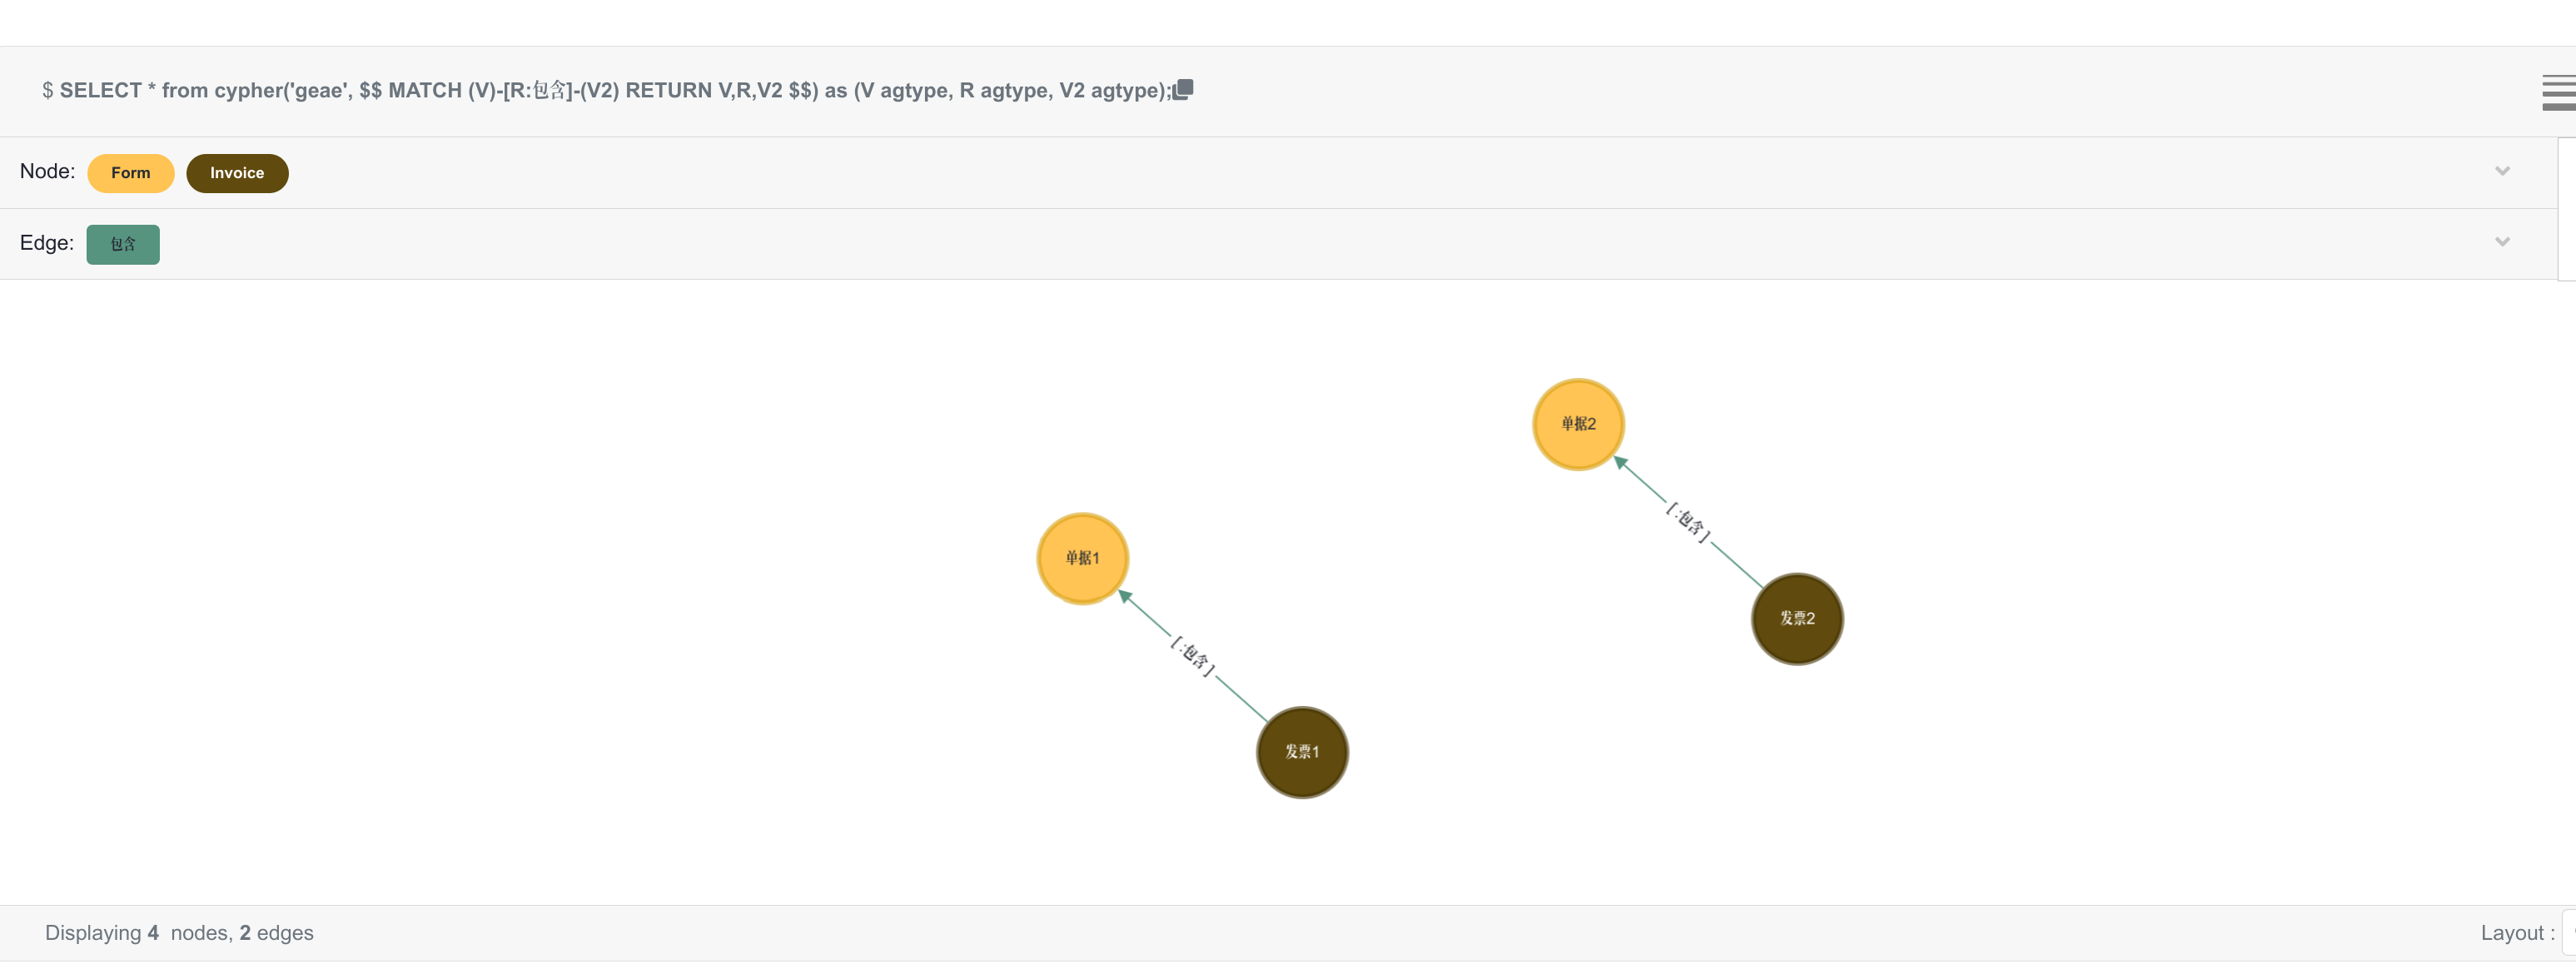 $ SELECT * from cypher('geae', $$ MATCH (V)-[R:包含]-(V2) RETURN V,R,V2 $$) as (V agtype, R agtype, V2 agtype);
Node: Form Invoice
Edge: 包含
单据2
[ :包含 ]
单据1
发票2
[ :包含 ]
发票1
Displaying 4 nodes, 2 edges
Layout :